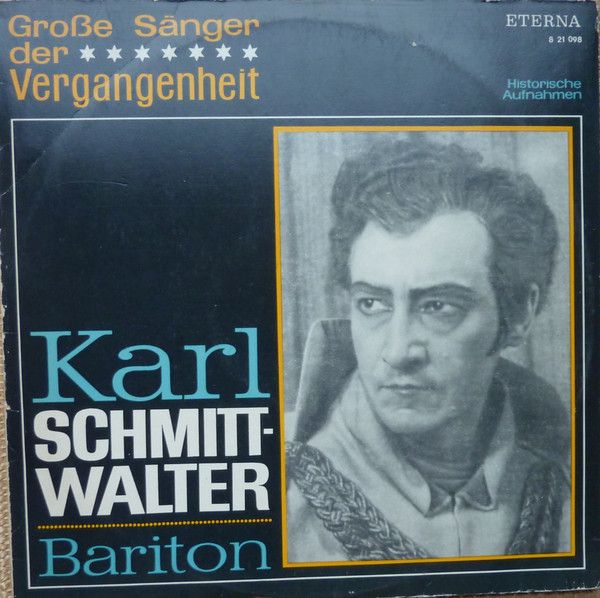 Große Sänger
der ★★★★★★★
Vergangenheit
ETERNA
8 21 098
Historische
Aufnahmen
Karl
SCHMITT-
WALTER
Bariton